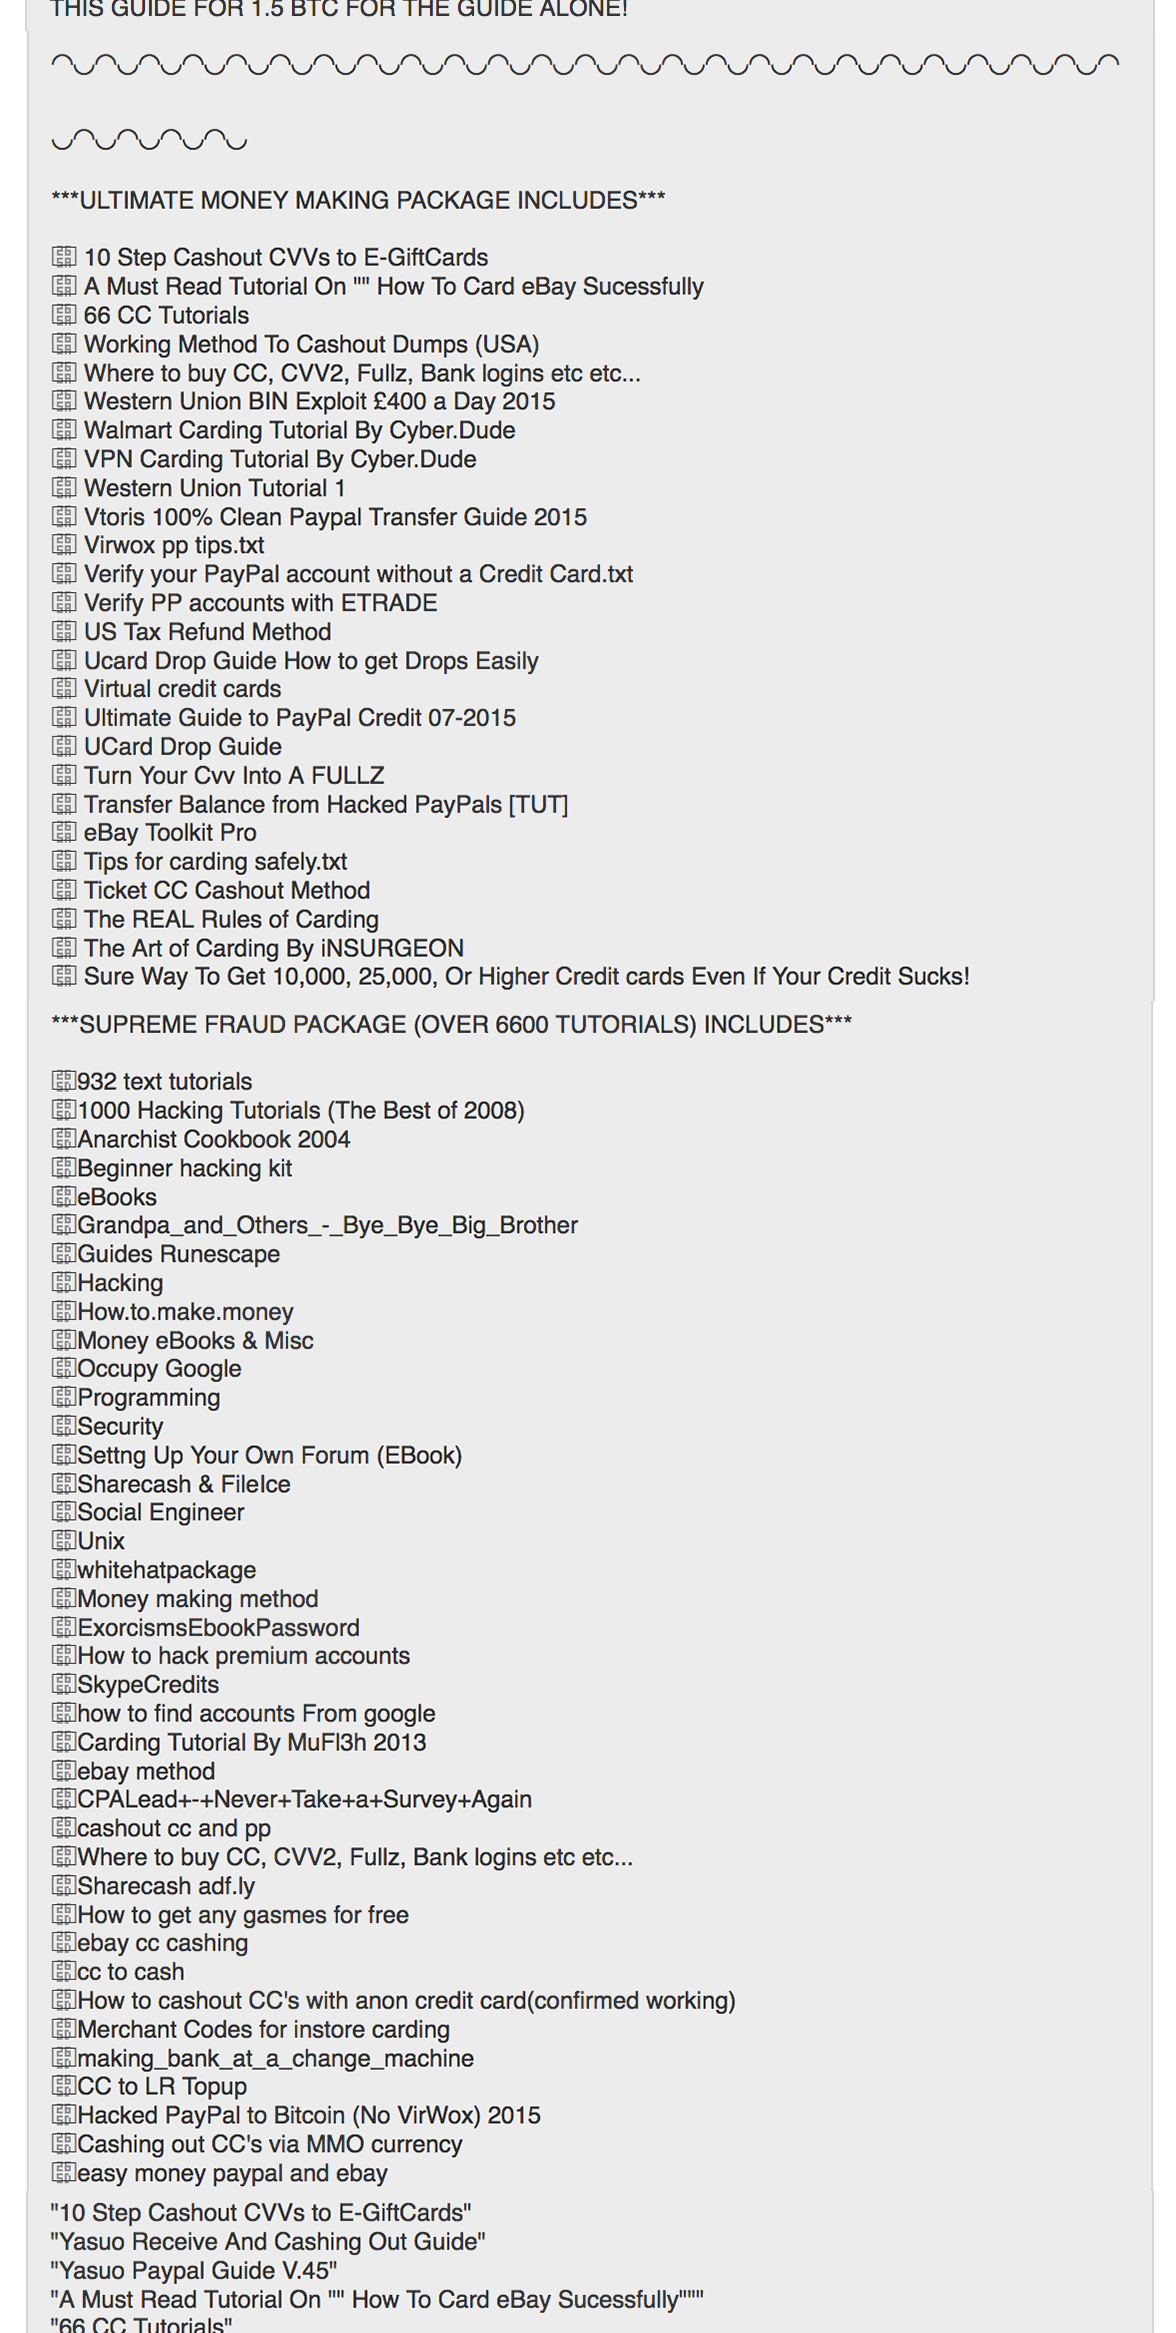 THIS GUIDE FOR 1.5 BTC FOR THE GUIDE ALONE!
***ULTIMATE MONEY MAKING PACKAGE INCLUDES***
10 Step Cashout CVVs to E-GiftCards
A Must Read Tutorial On "" How To Card eBay Sucessfully
66 CC Tutorials
Working Method To Cashout Dumps (USA)
Where to buy CC, CVV2, Fullz, Bank logins etc etc...
Western Union BIN Exploit £400 a Day 2015
Walmart Carding Tutorial By Cyber.Dude
VPN Carding Tutorial By Cyber.Dude
Western Union Tutorial 1
Vtoris 100% Clean Paypal Transfer Guide 2015
Virwox pp tips.txt
Verify your PayPal account without a Credit Card.txt
Verify PP accounts with ETRADE
US Tax Refund Method
Ucard Drop Guide How to get Drops Easily
Virtual credit cards
Ultimate Guide to PayPal Credit 07-2015
UCard Drop Guide
Turn Your Cvv Into A FULLZ
Transfer Balance from Hacked PayPals [TUT]
eBay Toolkit Pro
Tips for carding safely.txt
Ticket CC Cashout Method
The REAL Rules of Carding
The Art of Carding By iNSURGEON
Sure Way To Get 10,000, 25,000, Or Higher Credit cards Even If Your Credit Sucks!
***SUPREME FRAUD PACKAGE (OVER 6600 TUTORIALS) INCLUDES***
932 text tutorials
1000 Hacking Tutorials (The Best of 2008)
Anarchist Cookbook 2004
Beginner hacking kit
eBooks
Grandpa_and_Others_-_Bye_Bye_Big_Brother
Guides Runescape
Hacking
How.to.make.money
Money eBooks & Misc
Occupy Google
Programming
Security
Settng Up Your Own Forum (EBook)
Sharecash & FileIce
Social Engineer
Unix
whitehatpackage
Money making method
ExorcismsEbookPassword
How to hack premium accounts
SkypeCredits
how to find accounts From google
Carding Tutorial By MuFl3h 2013
ebay method
CPALead+-+Never+Take+a+Survey+Again
cashout cc and pp
Where to buy CC, CVV2, Fullz, Bank logins etc etc...
Sharecash adf.ly
How to get any gasmes for free
ebay cc cashing
cc to cash
How to cashout CC's with anon credit card(confirmed working)
Merchant Codes for instore carding
making_bank_at_a_change_machine
CC to LR Topup
Hacked PayPal to Bitcoin (No VirWox) 2015
Cashing out CC's via MMO currency
easy money paypal and ebay
"10 Step Cashout CVVs to E-GiftCards"
"Yasuo Receive And Cashing Out Guide"
"Yasuo Paypal Guide V.45"
"A Must Read Tutorial On "" How To Card eBay Sucessfully"""
"66 CC Tutorials"